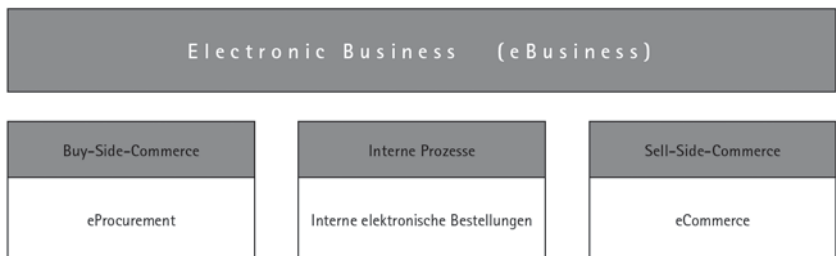 Electronic Business (eBusiness)
Buy-Side-Commerce
Interne Prozesse
Sell-Side-Commerce
eProcurement
Interne elektronische Bestellungen
eCommerce